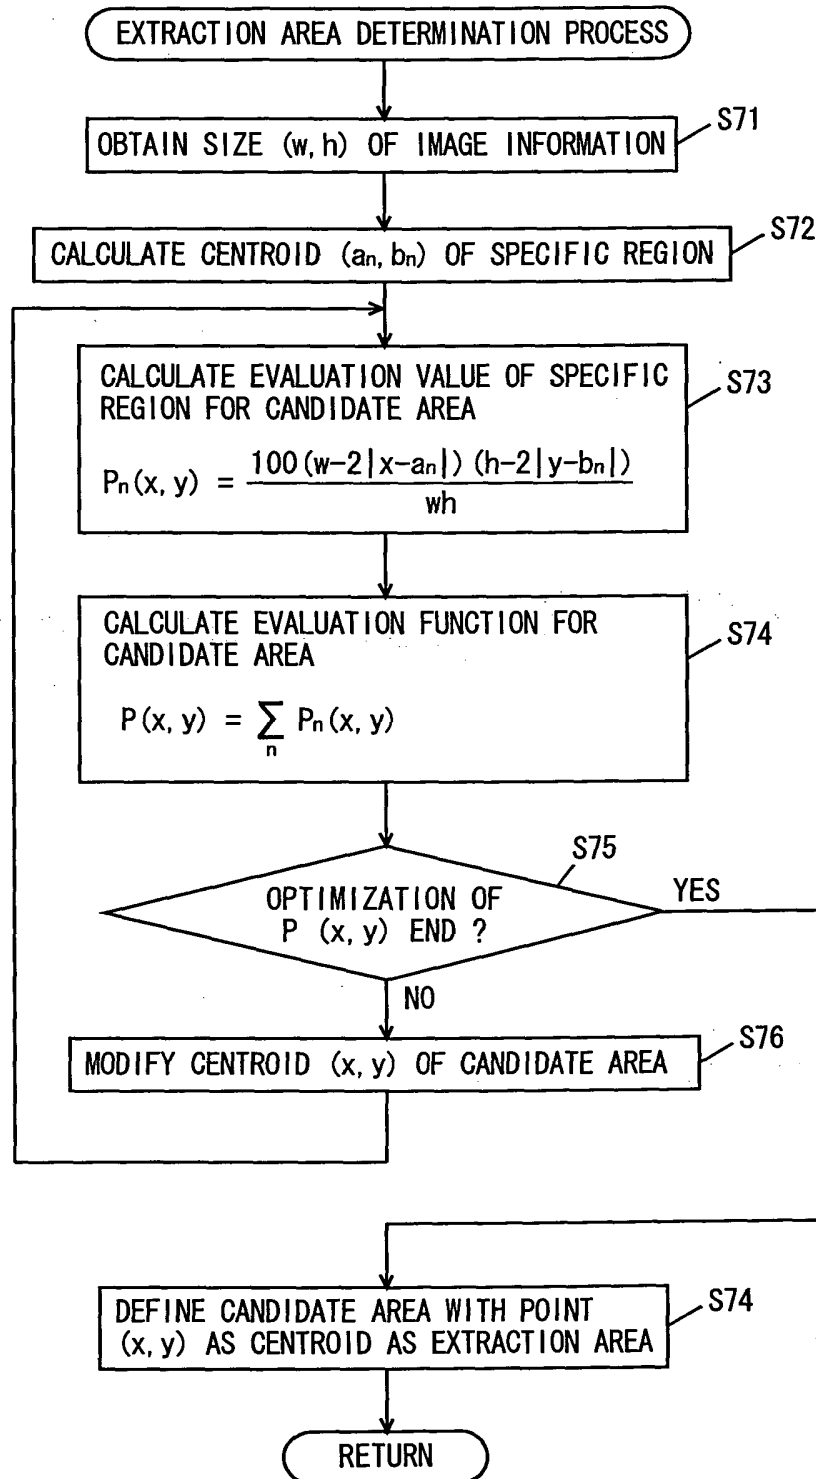 EXTRACTION AREA DETERMINATION PROCESS
S71
OBTAIN SIZE (w, h) OF IMAGE INFORMATION
S72
CALCULATE CENTROID (an, bn) OF SPECIFIC REGION
CALCULATE EVALUATION VALUE OF SPECIFIC
REGION FOR CANDIDATE AREA
S73
Pn(x, y) = 100(w-2|x-an|)(h-2|y-bn|)
wh
CALCULATE EVALUATION FUNCTION FOR
CANDIDATE AREA
S74
P(x, y) = ∑ Pn(x, y)
n
S75
OPTIMIZATION OF
P (x, y) END ?
YES
NO
S76
MODIFY CENTROID (x, y) OF CANDIDATE AREA
S74
DEFINE CANDIDATE AREA WITH POINT
(x, y) AS CENTROID AS EXTRACTION AREA
RETURN